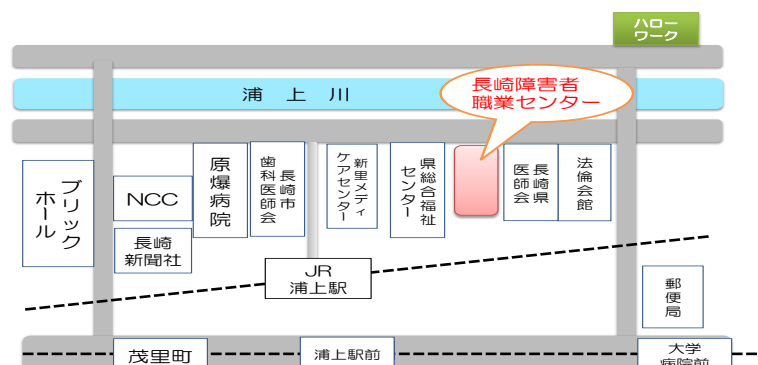 ハロー
ワーク
浦上川
長崎障害者
職業センター
ブリック
ホール
NCC
長崎
新聞社
原爆病院
長崎市
歯科医師会
新里メディ
ケアセンター
県総合福祉
センター
長崎県
医師会
法倫会館
JR
浦上駅
郵便局
茂里町
浦上駅前
大学
病院前